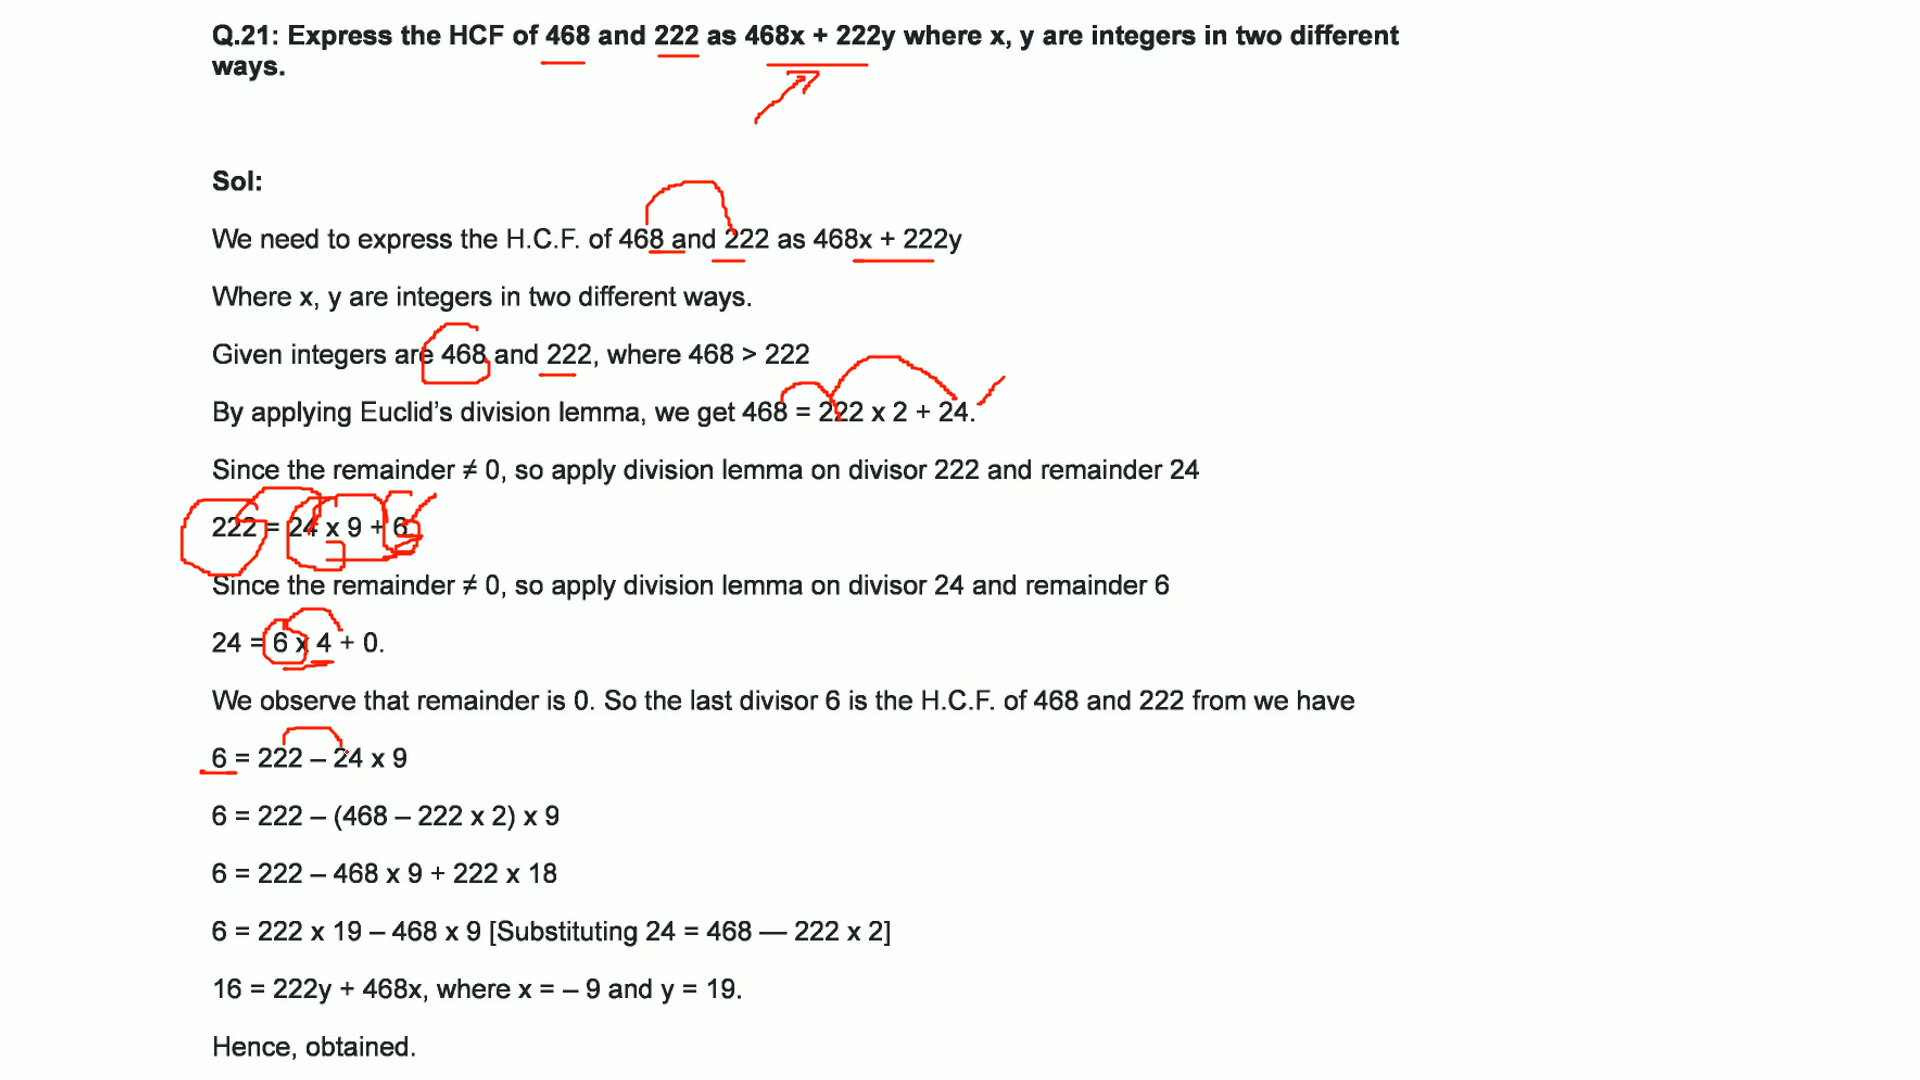 Q.21: Express the HCF of 468 and 222 as 468x + 222y where x, y are integers in two different
ways.
Sol:
We need to express the H.C.F. of 468 and 222 as 468x + 222y
Where x, y are integers in two different ways.
Given integers are 468 and 222, where 468 > 222
By applying Euclid’s division lemma, we get 468 = 222 x 2 + 24.
Since the remainder ≠ 0, so apply division lemma on divisor 222 and remainder 24
222 = 24 x 9 + 6
Since the remainder ≠ 0, so apply division lemma on divisor 24 and remainder 6
24 = 6 x 4 + 0.
We observe that remainder is 0. So the last divisor 6 is the H.C.F. of 468 and 222 from we have
6 = 222 – 24 x 9
6 = 222 – (468 – 222 x 2) x 9
6 = 222 – 468 x 9 + 222 x 18
6 = 222 x 19 – 468 x 9 [Substituting 24 = 468 — 222 x 2]
16 = 222y + 468x, where x = – 9 and y = 19.
Hence, obtained.